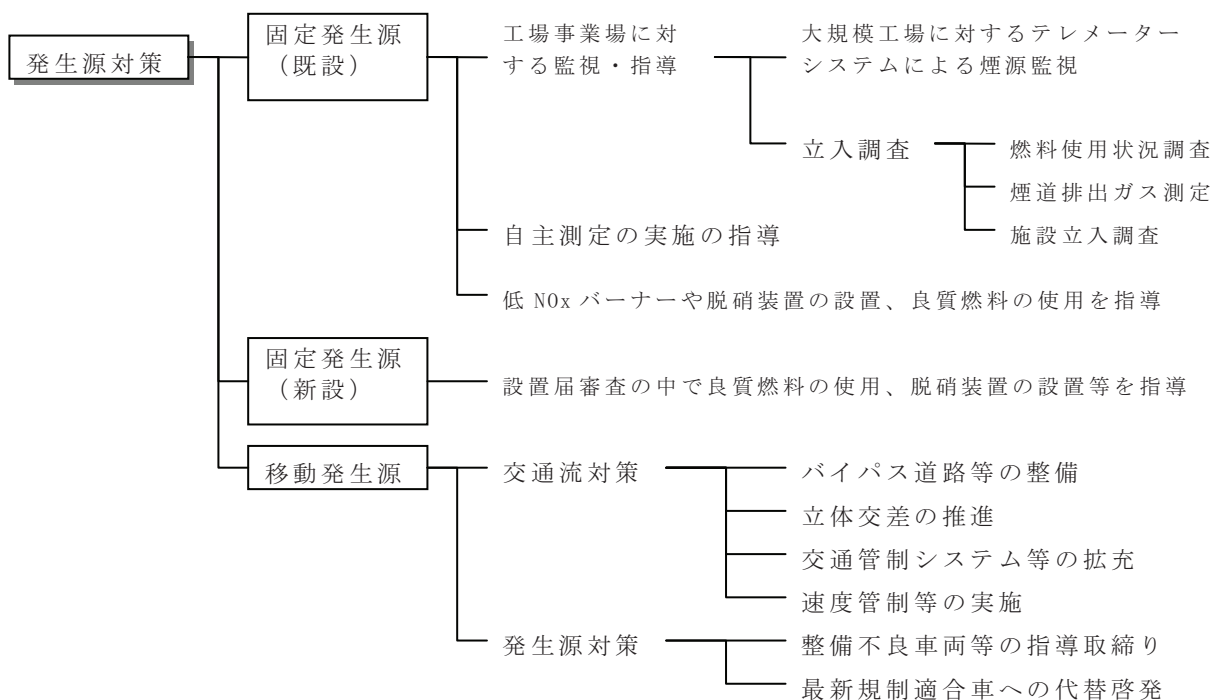 発生源対策
固定発生源
（既設）
工場事業場に対
する監視・指導
大規模工場に対するテレメーター
システムによる煙源監視
立入調査
燃料使用状況調査
煙道排出ガス測定
施設立入調査
自主測定の実施の指導
低 NOx バーナーや脱硝装置の設置、良質燃料の使用を指導
固定発生源
（新設）
設置届審査の中で良質燃料の使用、脱硝装置の設置等を指導
移動発生源
交通流対策
バイパス道路等の整備
立体交差の推進
交通管制システム等の拡充
速度管制等の実施
発生源対策
整備不良車両等の指導取締り
最新規制適合車への代替啓発